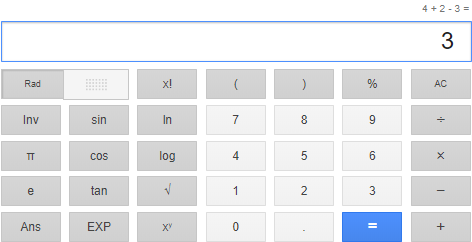 4 + 2 - 3 =
3
Rad x! ( ) % AC
Inv sin ln 7 8 9 ÷
π cos log 4 5 6 ×
e tan √ 1 2 3 −
Ans EXP xʸ 0 . = +